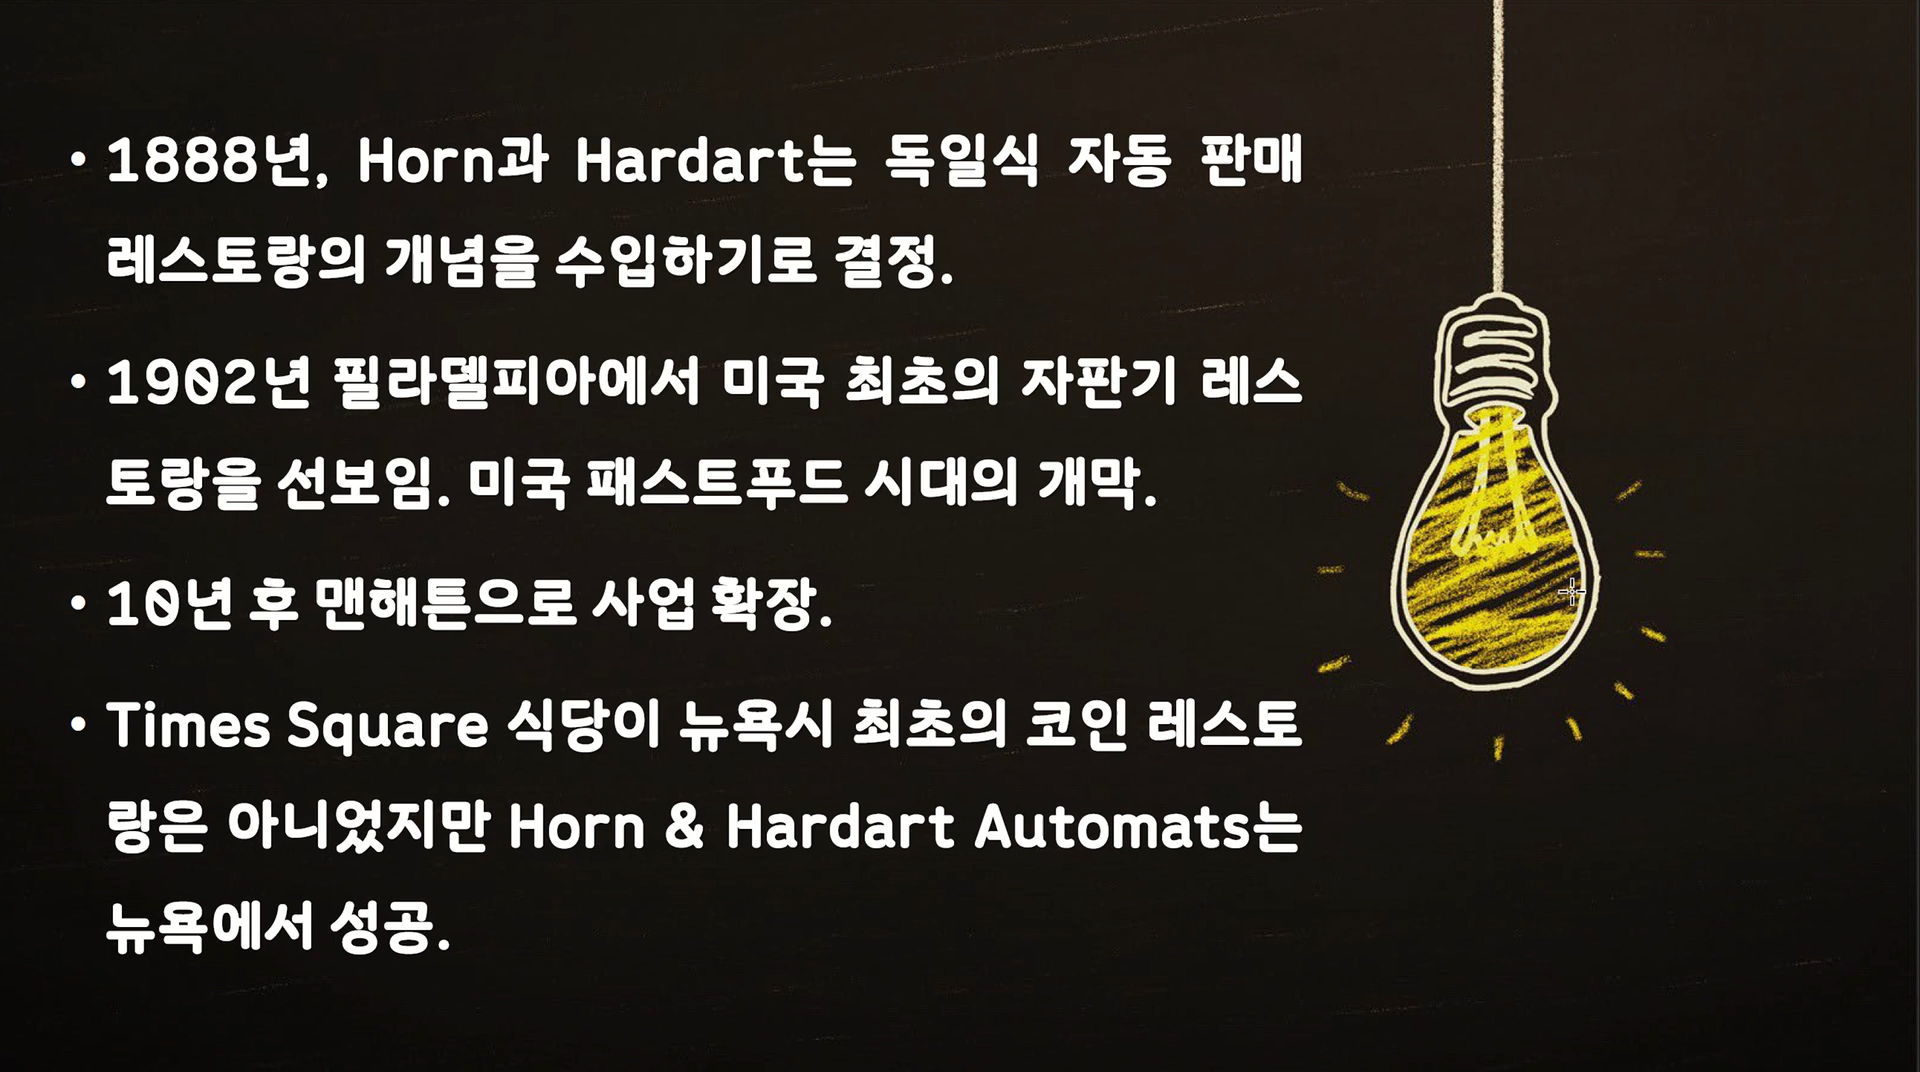 • 1888년, Horn과 Hardart는 독일식 자동 판매
레스토랑의 개념을 수입하기로 결정.
• 1902년 필라델피아에서 미국 최초의 자판기 레스
토랑을 선보임. 미국 패스트푸드 시대의 개막.
• 10년 후 맨해튼으로 사업 확장.
• Times Square 식당이 뉴욕시 최초의 코인 레스토
랑은 아니었지만 Horn & Hardart Automats는
뉴욕에서 성공.